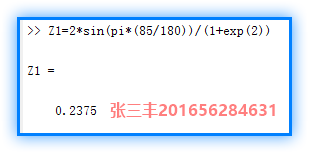 >> Z1=2*sin(pi*(85/180))/(1+exp(2))
Z1 =
0.2375 张三丰201656284631